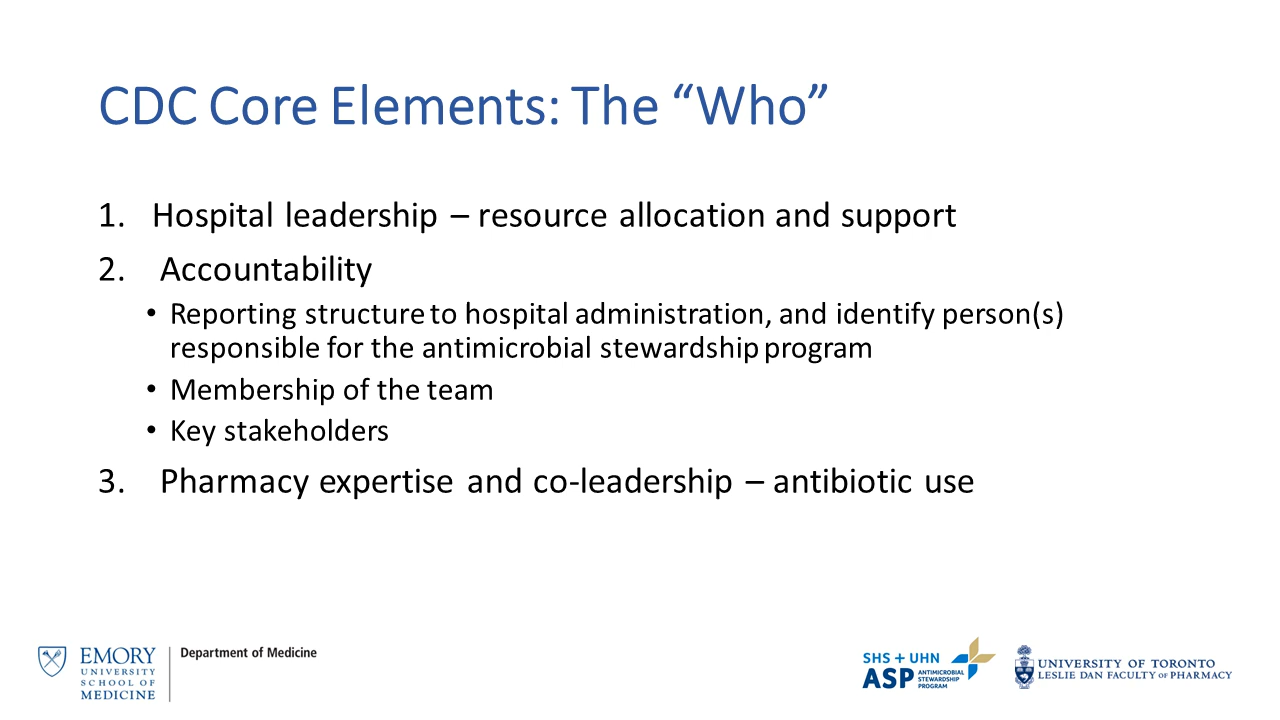 CDC Core Elements: The “Who”
1. Hospital leadership – resource allocation and support
2. Accountability
• Reporting structure to hospital administration, and identify person(s)
responsible for the antimicrobial stewardship program
• Membership of the team
• Key stakeholders
3. Pharmacy expertise and co-leadership – antibiotic use
EMORY
UNIVERSITY
SCHOOL OF
MEDICINE
Department of Medicine
SHS + UHN
ASP
ANTIMICROBIAL
STEWARDSHIP
PROGRAM
UNIVERSITY OF TORONTO
LESLIE DAN FACULTY OF PHARMACY